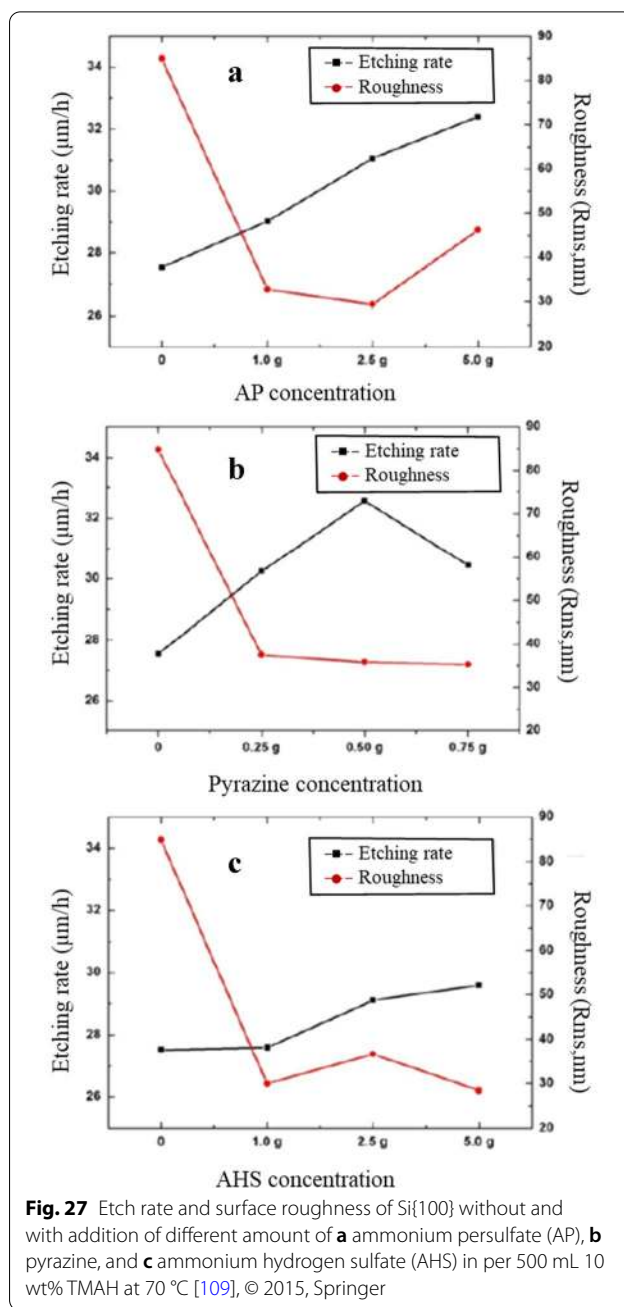 a
Etching rate
Roughness
Etching rate (µm/h)
34
32
30
28
26
Roughness (Rms,nm)
90
80
70
60
50
40
30
20
0
1.0 g
2.5 g
5.0 g
AP concentration
b
Etching rate
Roughness
Etching rate (µm/h)
34
32
30
28
26
Roughness (Rms,nm)
90
80
70
60
50
40
30
20
0
0.25 g
0.50 g
0.75 g
Pyrazine concentration
c
Etching rate
Roughness
Etching rate (µm/h)
34
32
30
28
26
Roughness (Rms,nm)
90
80
70
60
50
40
30
20
0
1.0 g
2.5 g
5.0 g
AHS concentration
Fig. 27 Etch rate and surface roughness of Si{100} without and
with addition of different amount of a ammonium persulfate (AP), b
pyrazine, and c ammonium hydrogen sulfate (AHS) in per 500 mL 10
wt% TMAH at 70 °C [109], © 2015, Springer